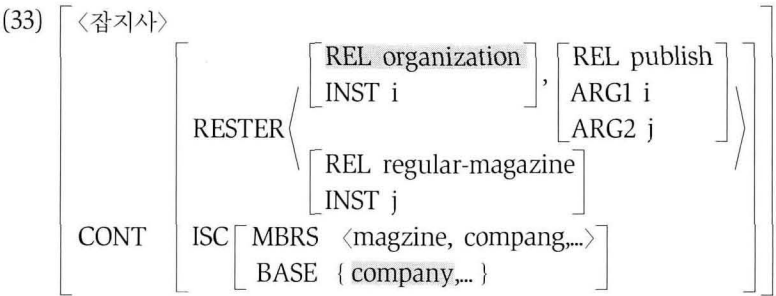 (33) 〈잡지사〉
REL organization
INST i
,
REL publish
ARG1 i
ARG2 j
RESTER
REL regular-magazine
INST j
CONT ISC MBRS 〈magzine, compang,...〉
BASE { company,... }